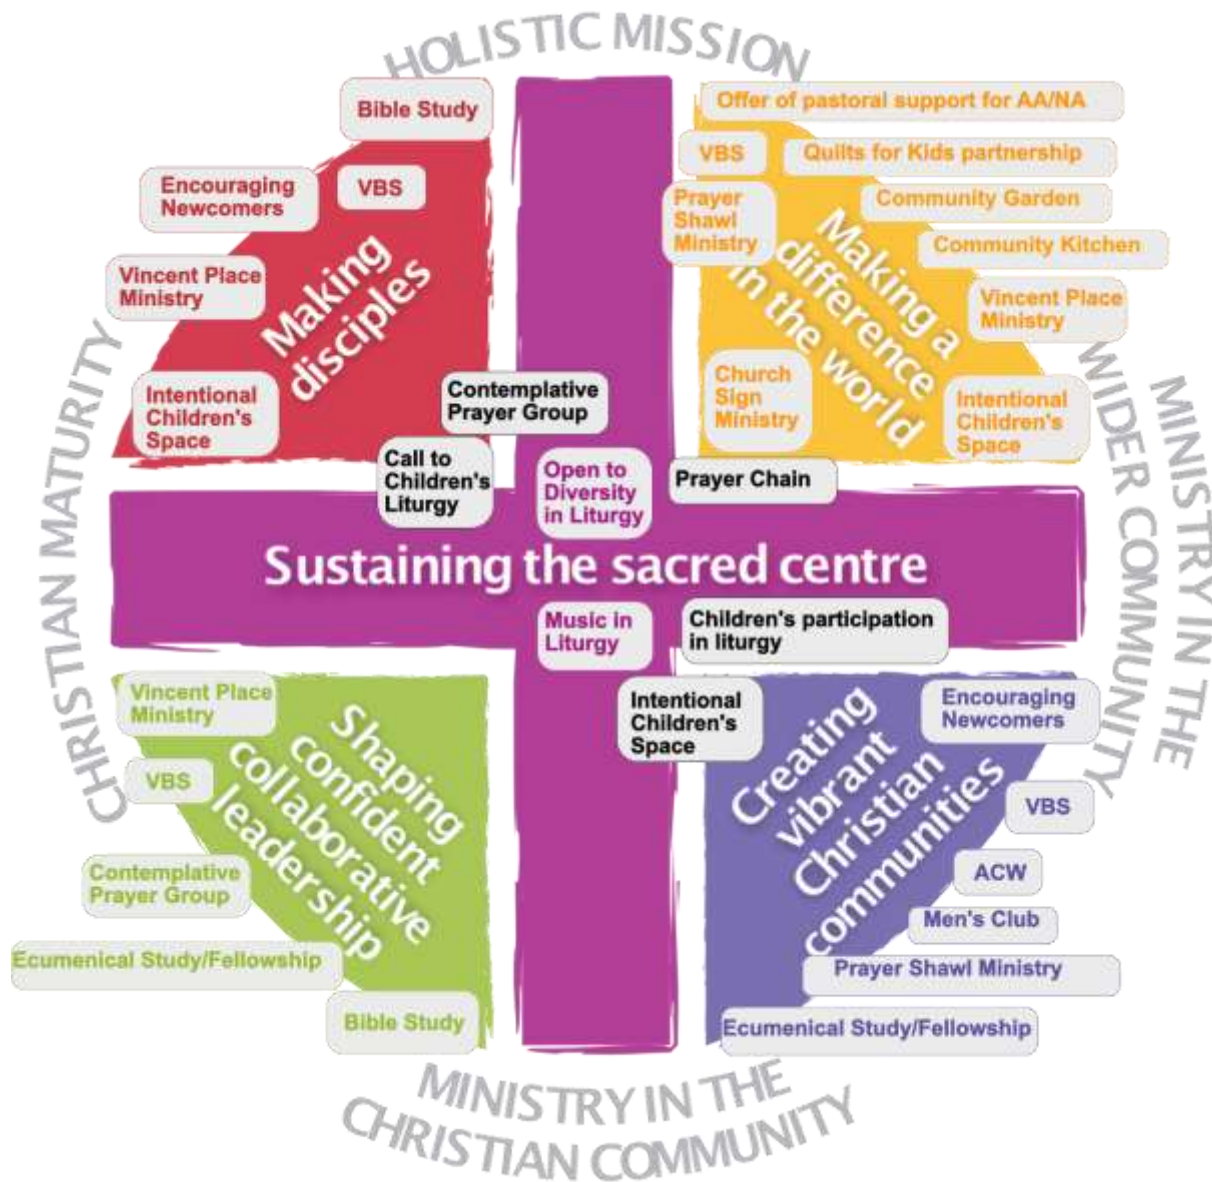 HOLISTIC MISSION
Bible Study
VBS
Encouraging
Newcomers
Vincent Place
Ministry
Intentional
Children's
Space
Making
disciples
Offer of pastoral support for AA/NA
VBS
Quilts for Kids partnership
Prayer
Shawl
Ministry
Community Garden
Community Kitchen
Vincent Place
Ministry
Church
Sign
Ministry
Intentional
Children's
Space
Making a
difference
in the world
CHRISTIAN MATURITY
MINISTRY IN THE
WIDER COMMUNITY
Contemplative
Prayer Group
Call to
Children's
Liturgy
Open to
Diversity
in Liturgy
Prayer Chain
Sustaining the sacred centre
Music in
Liturgy
Children's participation
in liturgy
Intentional
Children's
Space
Vincent Place
Ministry
VBS
Contemplative
Prayer Group
Ecumenical Study/Fellowship
Bible Study
Shaping
confident
collaborative
leadership
Creating
vibrant
Christian
communities
Encouraging
Newcomers
VBS
ACW
Men's Club
Prayer Shawl Ministry
Ecumenical Study/Fellowship
MINISTRY IN THE
CHRISTIAN COMMUNITY